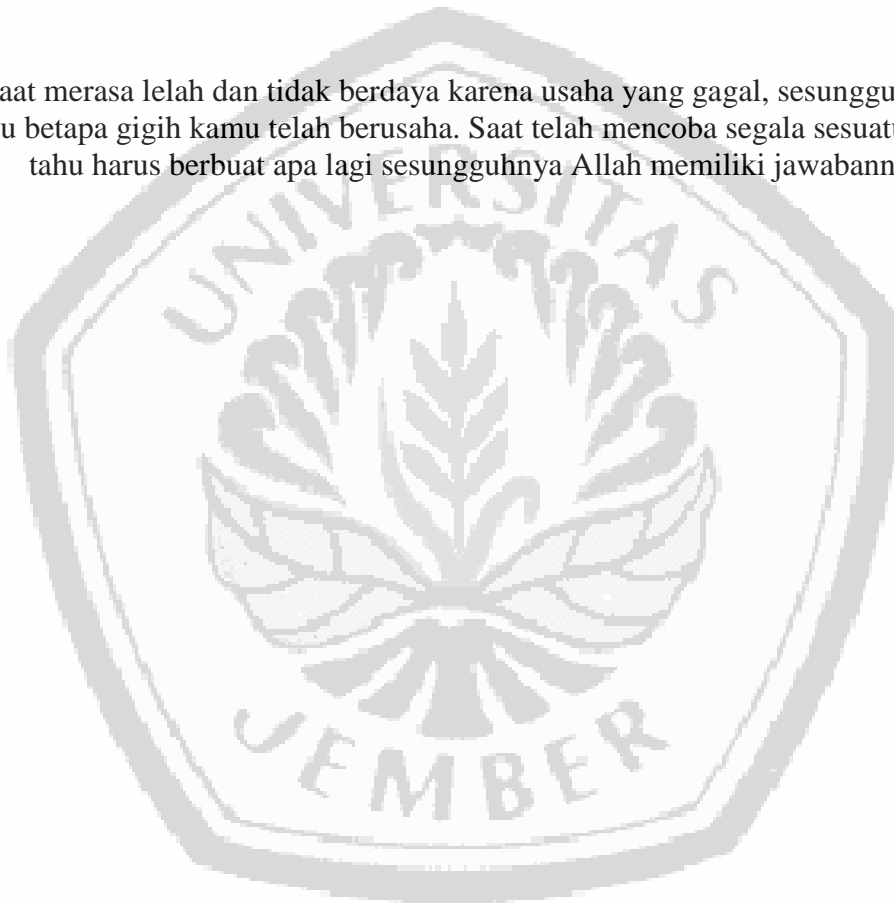 aat merasa lelah dan tidak berdaya karena usaha yang gagal, sesunggu
u betapa gigih kamu telah berusaha. Saat telah mencoba segala sesuatu
tahu harus berbuat apa lagi sesungguhnya Allah memiliki jawabann
UNIVERSITAS
JEMBER